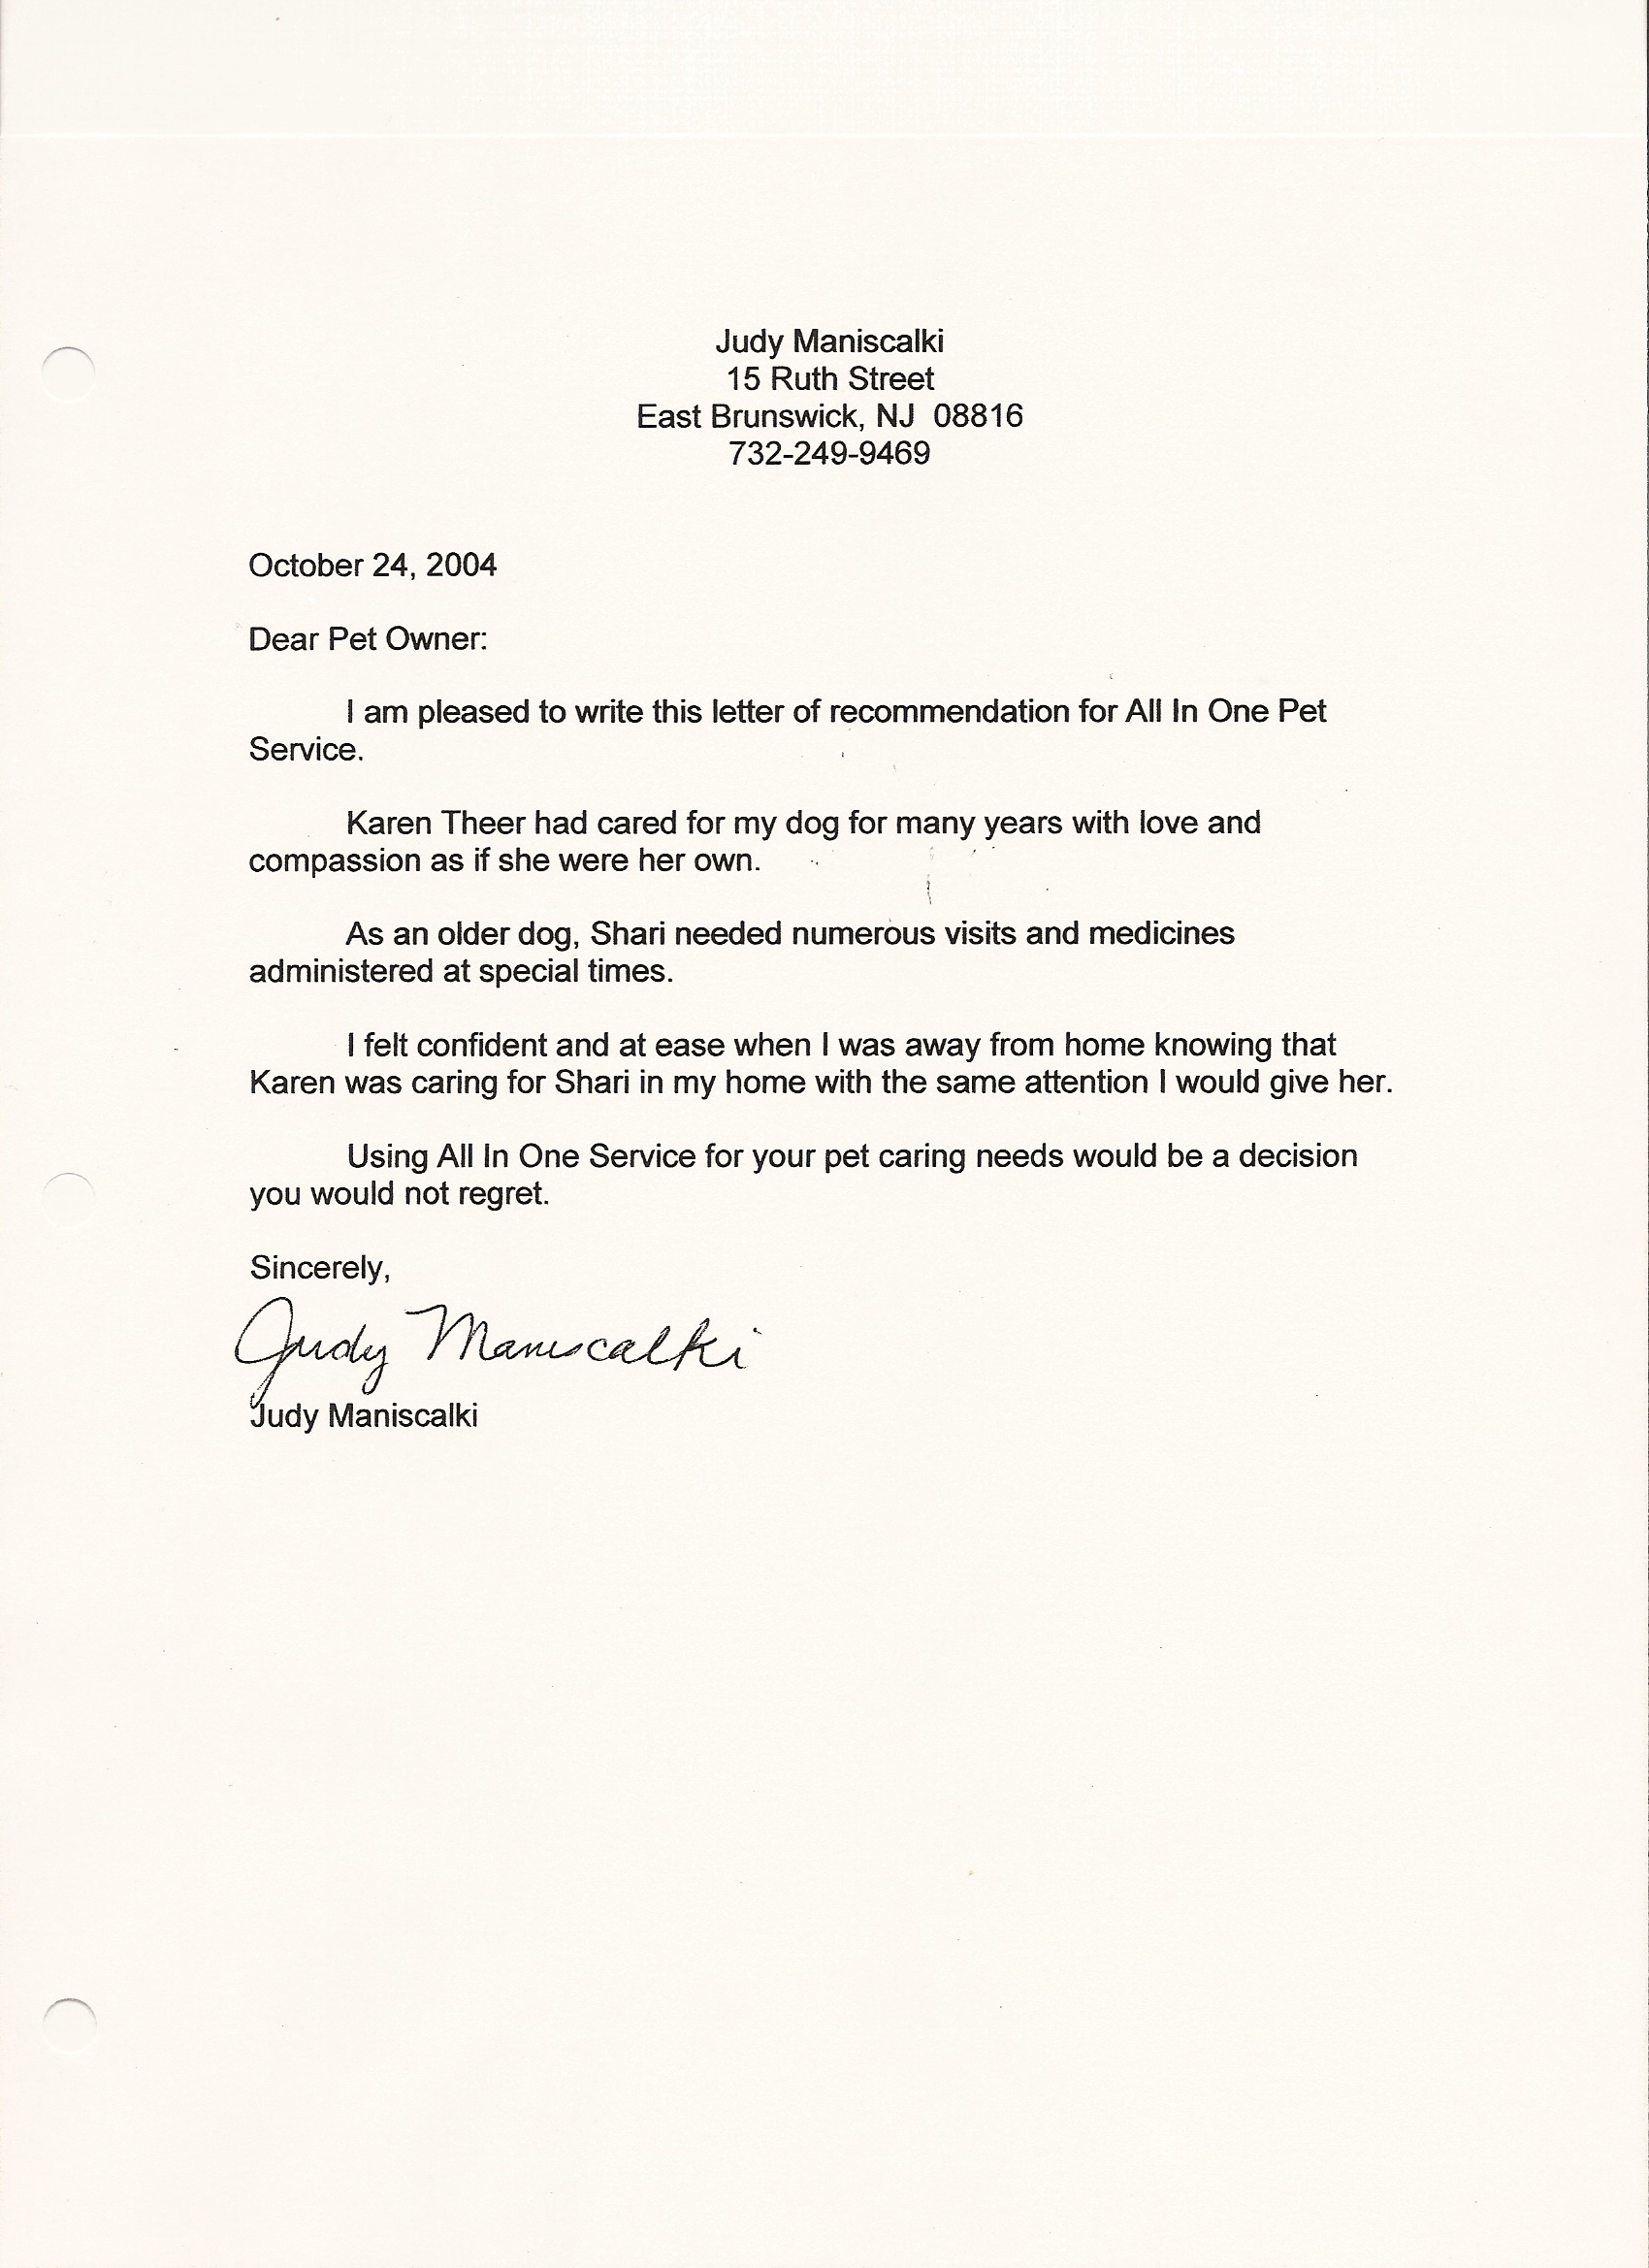 Judy Maniscalki
15 Ruth Street
East Brunswick, NJ  08816
732-249-9469
October 24, 2004
Dear Pet Owner:
I am pleased to write this letter of recommendation for All In One Pet
Service.
Karen Theer had cared for my dog for many years with love and
compassion as if she were her own.
As an older dog, Shari needed numerous visits and medicines
administered at special times.
I felt confident and at ease when I was away from home knowing that
Karen was caring for Shari in my home with the same attention I would give her.
Using All In One Service for your pet caring needs would be a decision
you would not regret.
Sincerely,
Judy Maniscalki
Judy Maniscalki